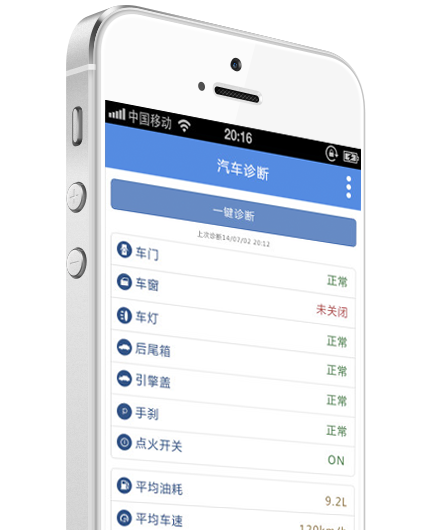 中国移动 20:16
汽车诊断
一键诊断
上次诊断14/07/02 20:12
车门 正常
车窗 未关闭
车灯 正常
后尾箱 正常
引擎盖 正常
手刹 正常
点火开关 ON
平均油耗 9.2L
平均车速 120km/h